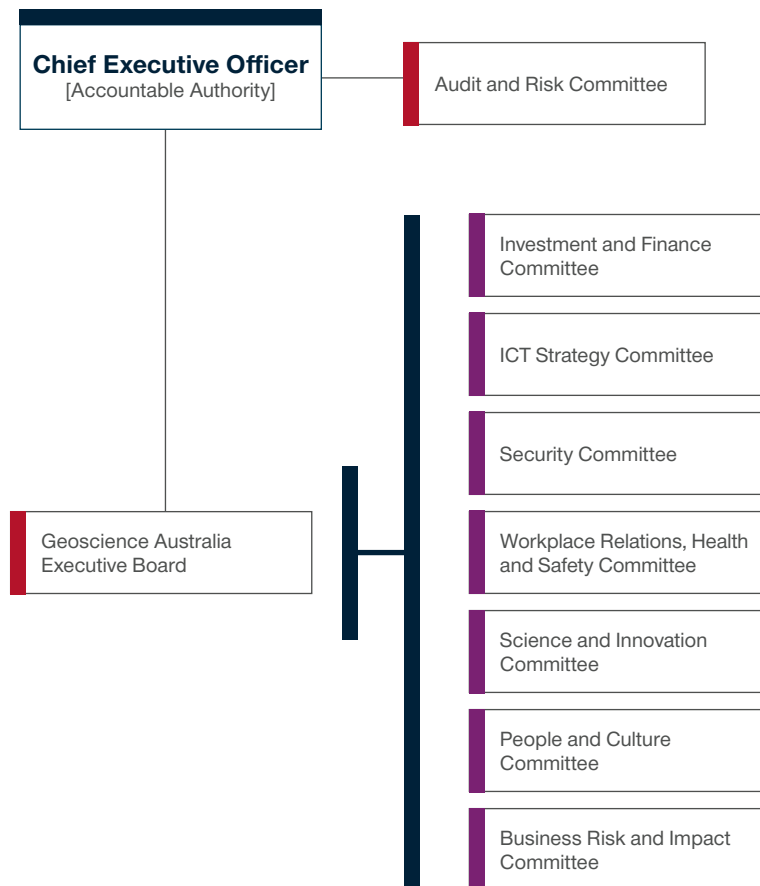 Chief Executive Officer
[Accountable Authority]
Audit and Risk Committee
Investment and Finance
Committee
ICT Strategy Committee
Security Committee
Geoscience Australia
Executive Board
Workplace Relations, Health
and Safety Committee
Science and Innovation
Committee
People and Culture
Committee
Business Risk and Impact
Committee